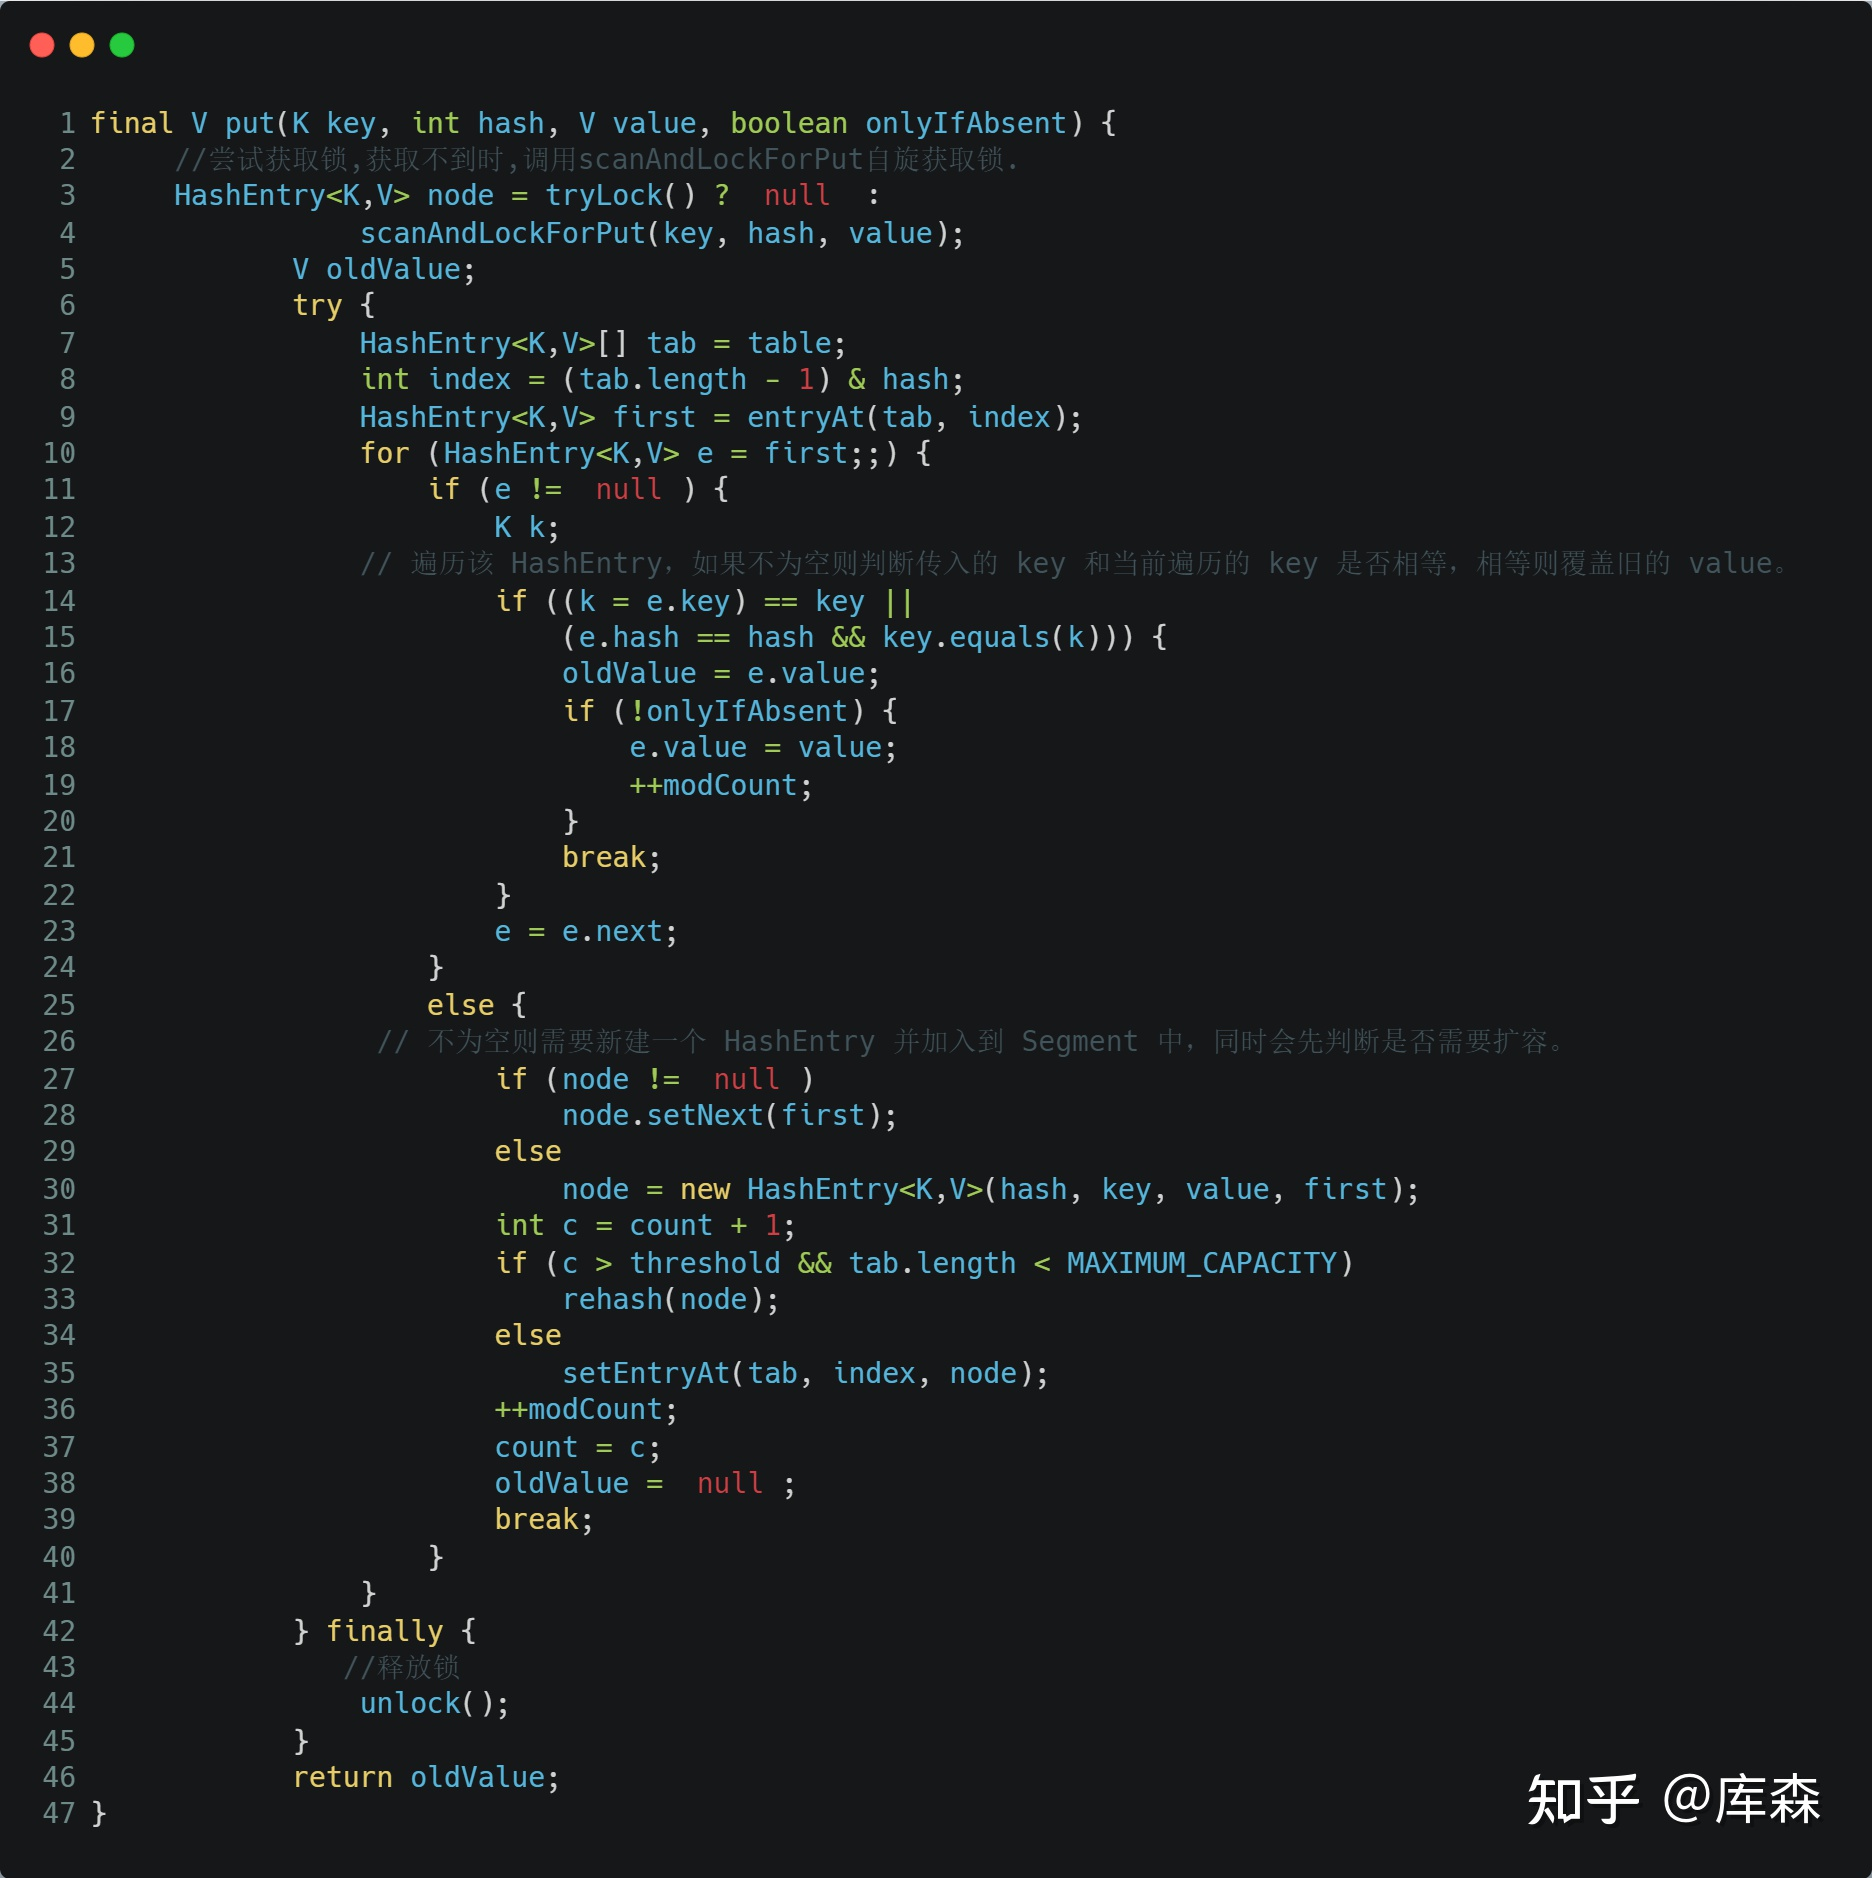 1 final V put(K key, int hash, V value, boolean onlyIfAbsent) {
2 //尝试获取锁,获取不到时,调用scanAndLockForPut自旋获取锁.
3 HashEntry<K,V> node = tryLock() ?  null  :
4 scanAndLockForPut(key, hash, value);
5 V oldValue;
6 try {
7 HashEntry<K,V>[] tab = table;
8 int index = (tab.length - 1) & hash;
9 HashEntry<K,V> first = entryAt(tab, index);
10 for (HashEntry<K,V> e = first;;) {
11 if (e !=  null ) {
12 K k;
13 // 遍历该 HashEntry，如果不为空则判断传入的 key 和当前遍历的 key 是否相等，相等则覆盖旧的 value。
14 if ((k = e.key) == key ||
15 (e.hash == hash && key.equals(k))) {
16 oldValue = e.value;
17 if (!onlyIfAbsent) {
18 e.value = value;
19 ++modCount;
20 }
21 break;
22 }
23 e = e.next;
24 }
25 else {
26 // 不为空则需要新建一个 HashEntry 并加入到 Segment 中，同时会先判断是否需要扩容。
27 if (node !=  null )
28 node.setNext(first);
29 else
30 node = new HashEntry<K,V>(hash, key, value, first);
31 int c = count + 1;
32 if (c > threshold && tab.length < MAXIMUM_CAPACITY)
33 rehash(node);
34 else
35 setEntryAt(tab, index, node);
36 ++modCount;
37 count = c;
38 oldValue =  null ;
39 break;
40 }
41 }
42 } finally {
43 //释放锁
44 unlock();
45 }
46 return oldValue;
47 }
知乎 @库森